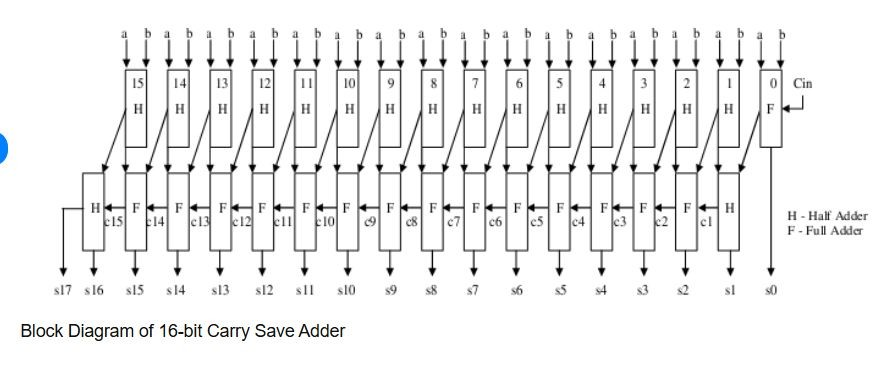 a b a b a b a b a b a b a b a b a b a b a b a b a b a b a b a b
15 14 13 12 11 10 9 8 7 6 5 4 3 2 1 0 Cin
H H H H H H H H H H H H H H H F
H F F F F F F F F F F F F F F H
c15 c14 c13 c12 c11 c10 c9 c8 c7 c6 c5 c4 c3 c2 c1
H - Half Adder
F - Full Adder
s17 s16 s15 s14 s13 s12 s11 s10 s9 s8 s7 s6 s5 s4 s3 s2 s1 s0
Block Diagram of 16-bit Carry Save Adder